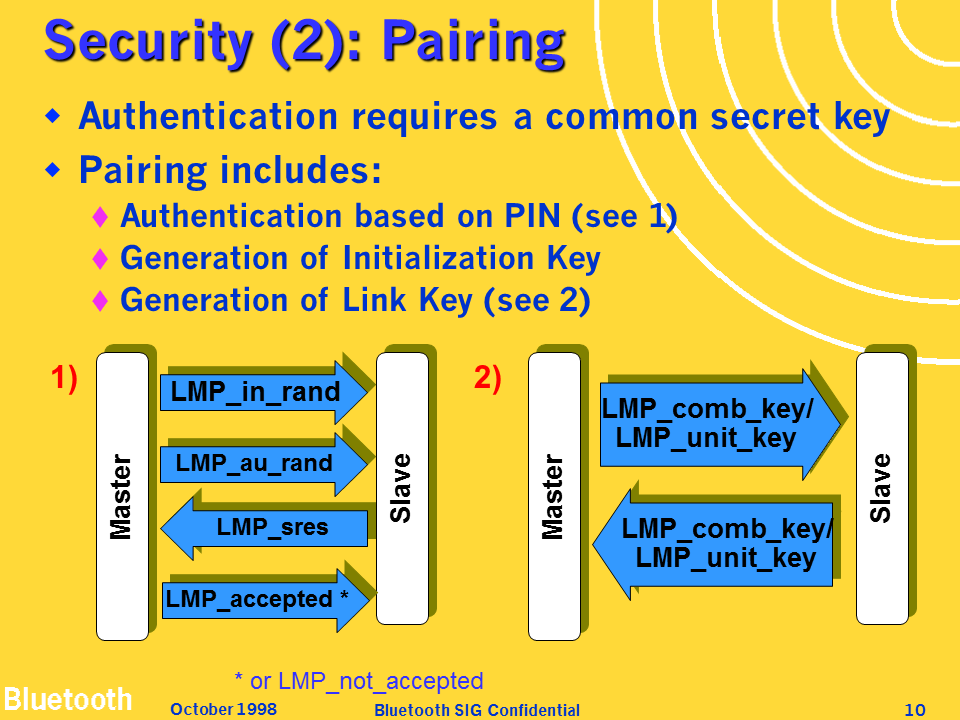 Security (2): Pairing
Authentication requires a common secret key
Pairing includes:
Authentication based on PIN (see 1)
Generation of Initialization Key
Generation of Link Key (see 2)
1)
Master
LMP_in_rand
LMP_au_rand
LMP_sres
LMP_accepted *
Slave
2)
Master
LMP_comb_key/
LMP_unit_key
LMP_comb_key/
LMP_unit_key
Slave
* or LMP_not_accepted
Bluetooth
October 1998
Bluetooth SIG Confidential
10